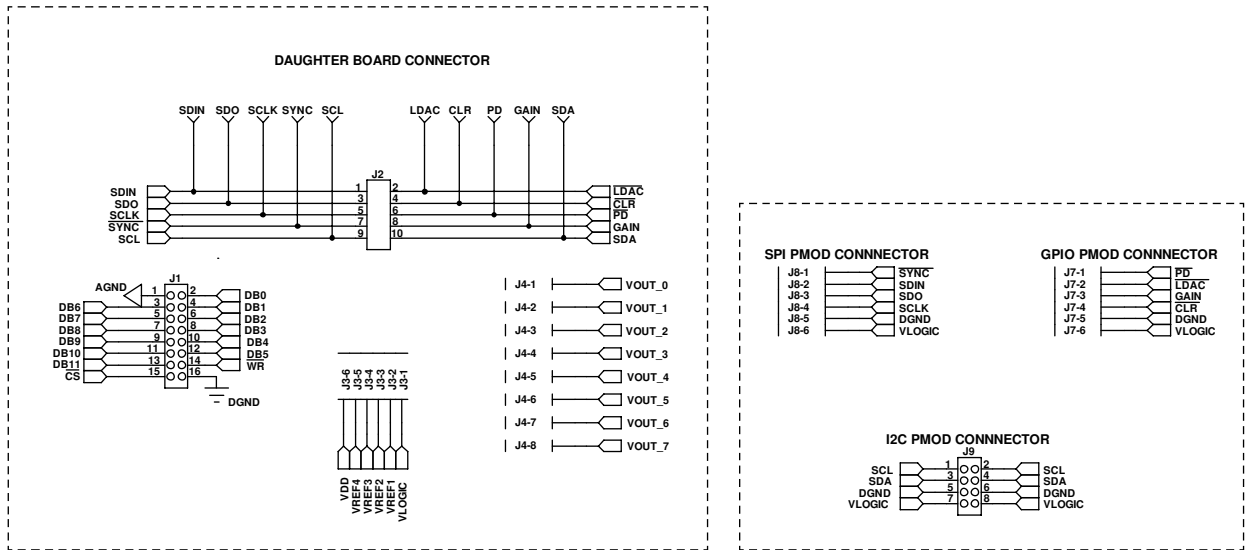 DAUGHTER BOARD CONNECTOR
SDIN SDO SCLK SYNC SCL LDAC CLR PD GAIN SDA
J2
SDIN 1 2 LDAC
SDO 3 4 CLR
SCLK 5 6 PD
SYNC 7 8 GAIN
SCL 9 10 SDA
J1
AGND 1 2 DB0
DB6 3 4 DB1
DB7 5 6 DB2
DB8 7 8 DB3
DB9 9 10 DB4
DB10 11 12 DB5
DB11 13 14 WR
CS 15 16
DGND
J3-6 J3-5 J3-4 J3-3 J3-2 J3-1
VDD VREF4 VREF3 VREF2 VREF1 VLOGIC
J4-1 VOUT_0
J4-2 VOUT_1
J4-3 VOUT_2
J4-4 VOUT_3
J4-5 VOUT_4
J4-6 VOUT_5
J4-7 VOUT_6
J4-8 VOUT_7
SPI PMOD CONNNECTOR
J8-1 SYNC
J8-2 SDIN
J8-3 SDO
J8-4 SCLK
J8-5 DGND
J8-6 VLOGIC
GPIO PMOD CONNNECTOR
J7-1 PD
J7-2 LDAC
J7-3 GAIN
J7-4 CLR
J7-5 DGND
J7-6 VLOGIC
I2C PMOD CONNNECTOR
J9
SCL 1 2 SCL
SDA 3 4 SDA
DGND 5 6 DGND
VLOGIC 7 8 VLOGIC